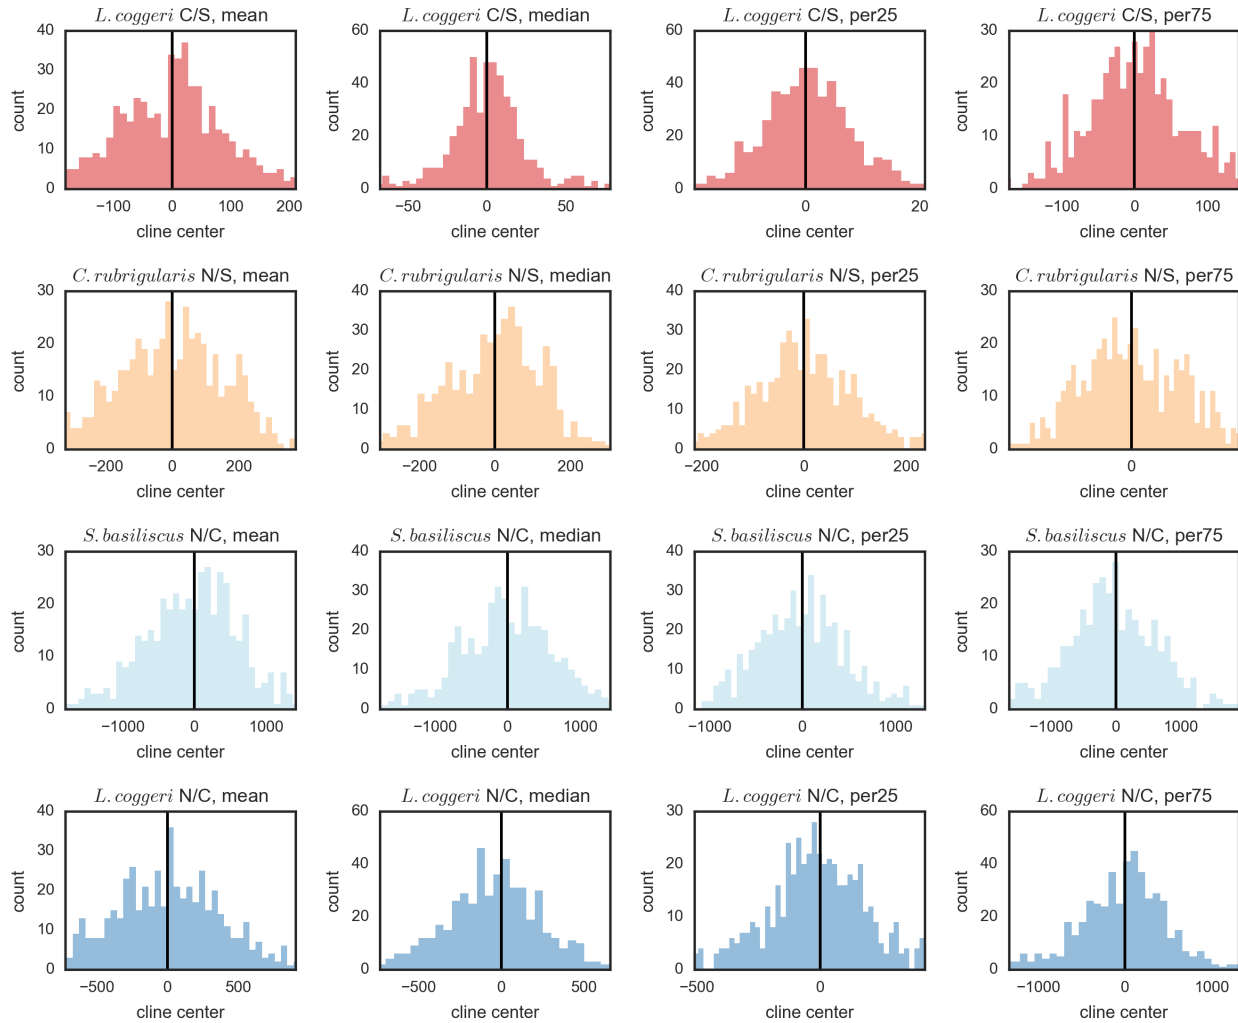 L. coggeri C/S, mean
40
30
20
10
0
count
−100 0 100 200
cline center
L. coggeri C/S, median
60
40
20
0
count
−50 0 50
cline center
L. coggeri C/S, per25
60
40
20
0
count
0 20
cline center
L. coggeri C/S, per75
30
20
10
0
count
−100 0 100
cline center
C. rubrigularis N/S, mean
30
20
10
0
count
−200 0 200
cline center
C. rubrigularis N/S, median
40
30
20
10
0
count
−200 0 200
cline center
C. rubrigularis N/S, per25
40
30
20
10
0
count
−200 0 200
cline center
C. rubrigularis N/S, per75
30
20
10
0
count
0
cline center
S. basiliscus N/C, mean
30
20
10
0
count
−1000 0 1000
cline center
S. basiliscus N/C, median
40
30
20
10
0
count
−1000 0 1000
cline center
S. basiliscus N/C, per25
40
30
20
10
0
count
−1000 0 1000
cline center
S. basiliscus N/C, per75
30
20
10
0
count
−1000 0 1000
cline center
L. coggeri N/C, mean
40
30
20
10
0
count
−500 0 500
cline center
L. coggeri N/C, median
60
40
20
0
count
−500 0 500
cline center
L. coggeri N/C, per25
30
20
10
0
count
−500 0
cline center
L. coggeri N/C, per75
60
40
20
0
count
−1000 0 1000
cline center